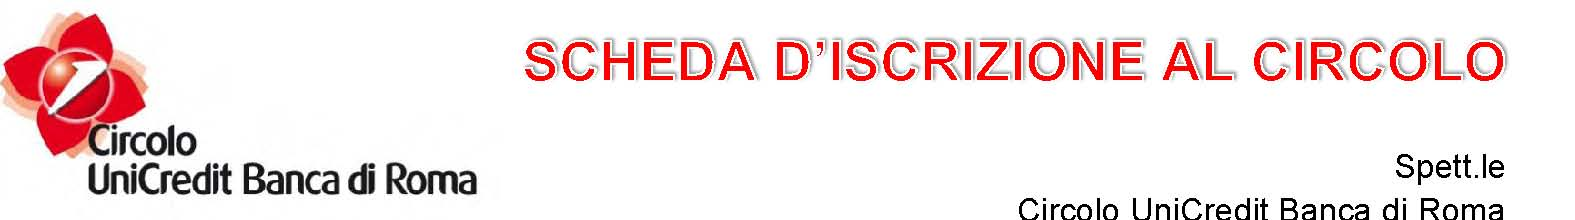 SCHEDA D'ISCRIZIONE AL CIRCOLO
Circolo
UniCredit Banca di Roma
Spett.le
Circolo UniCredit Banca di Roma